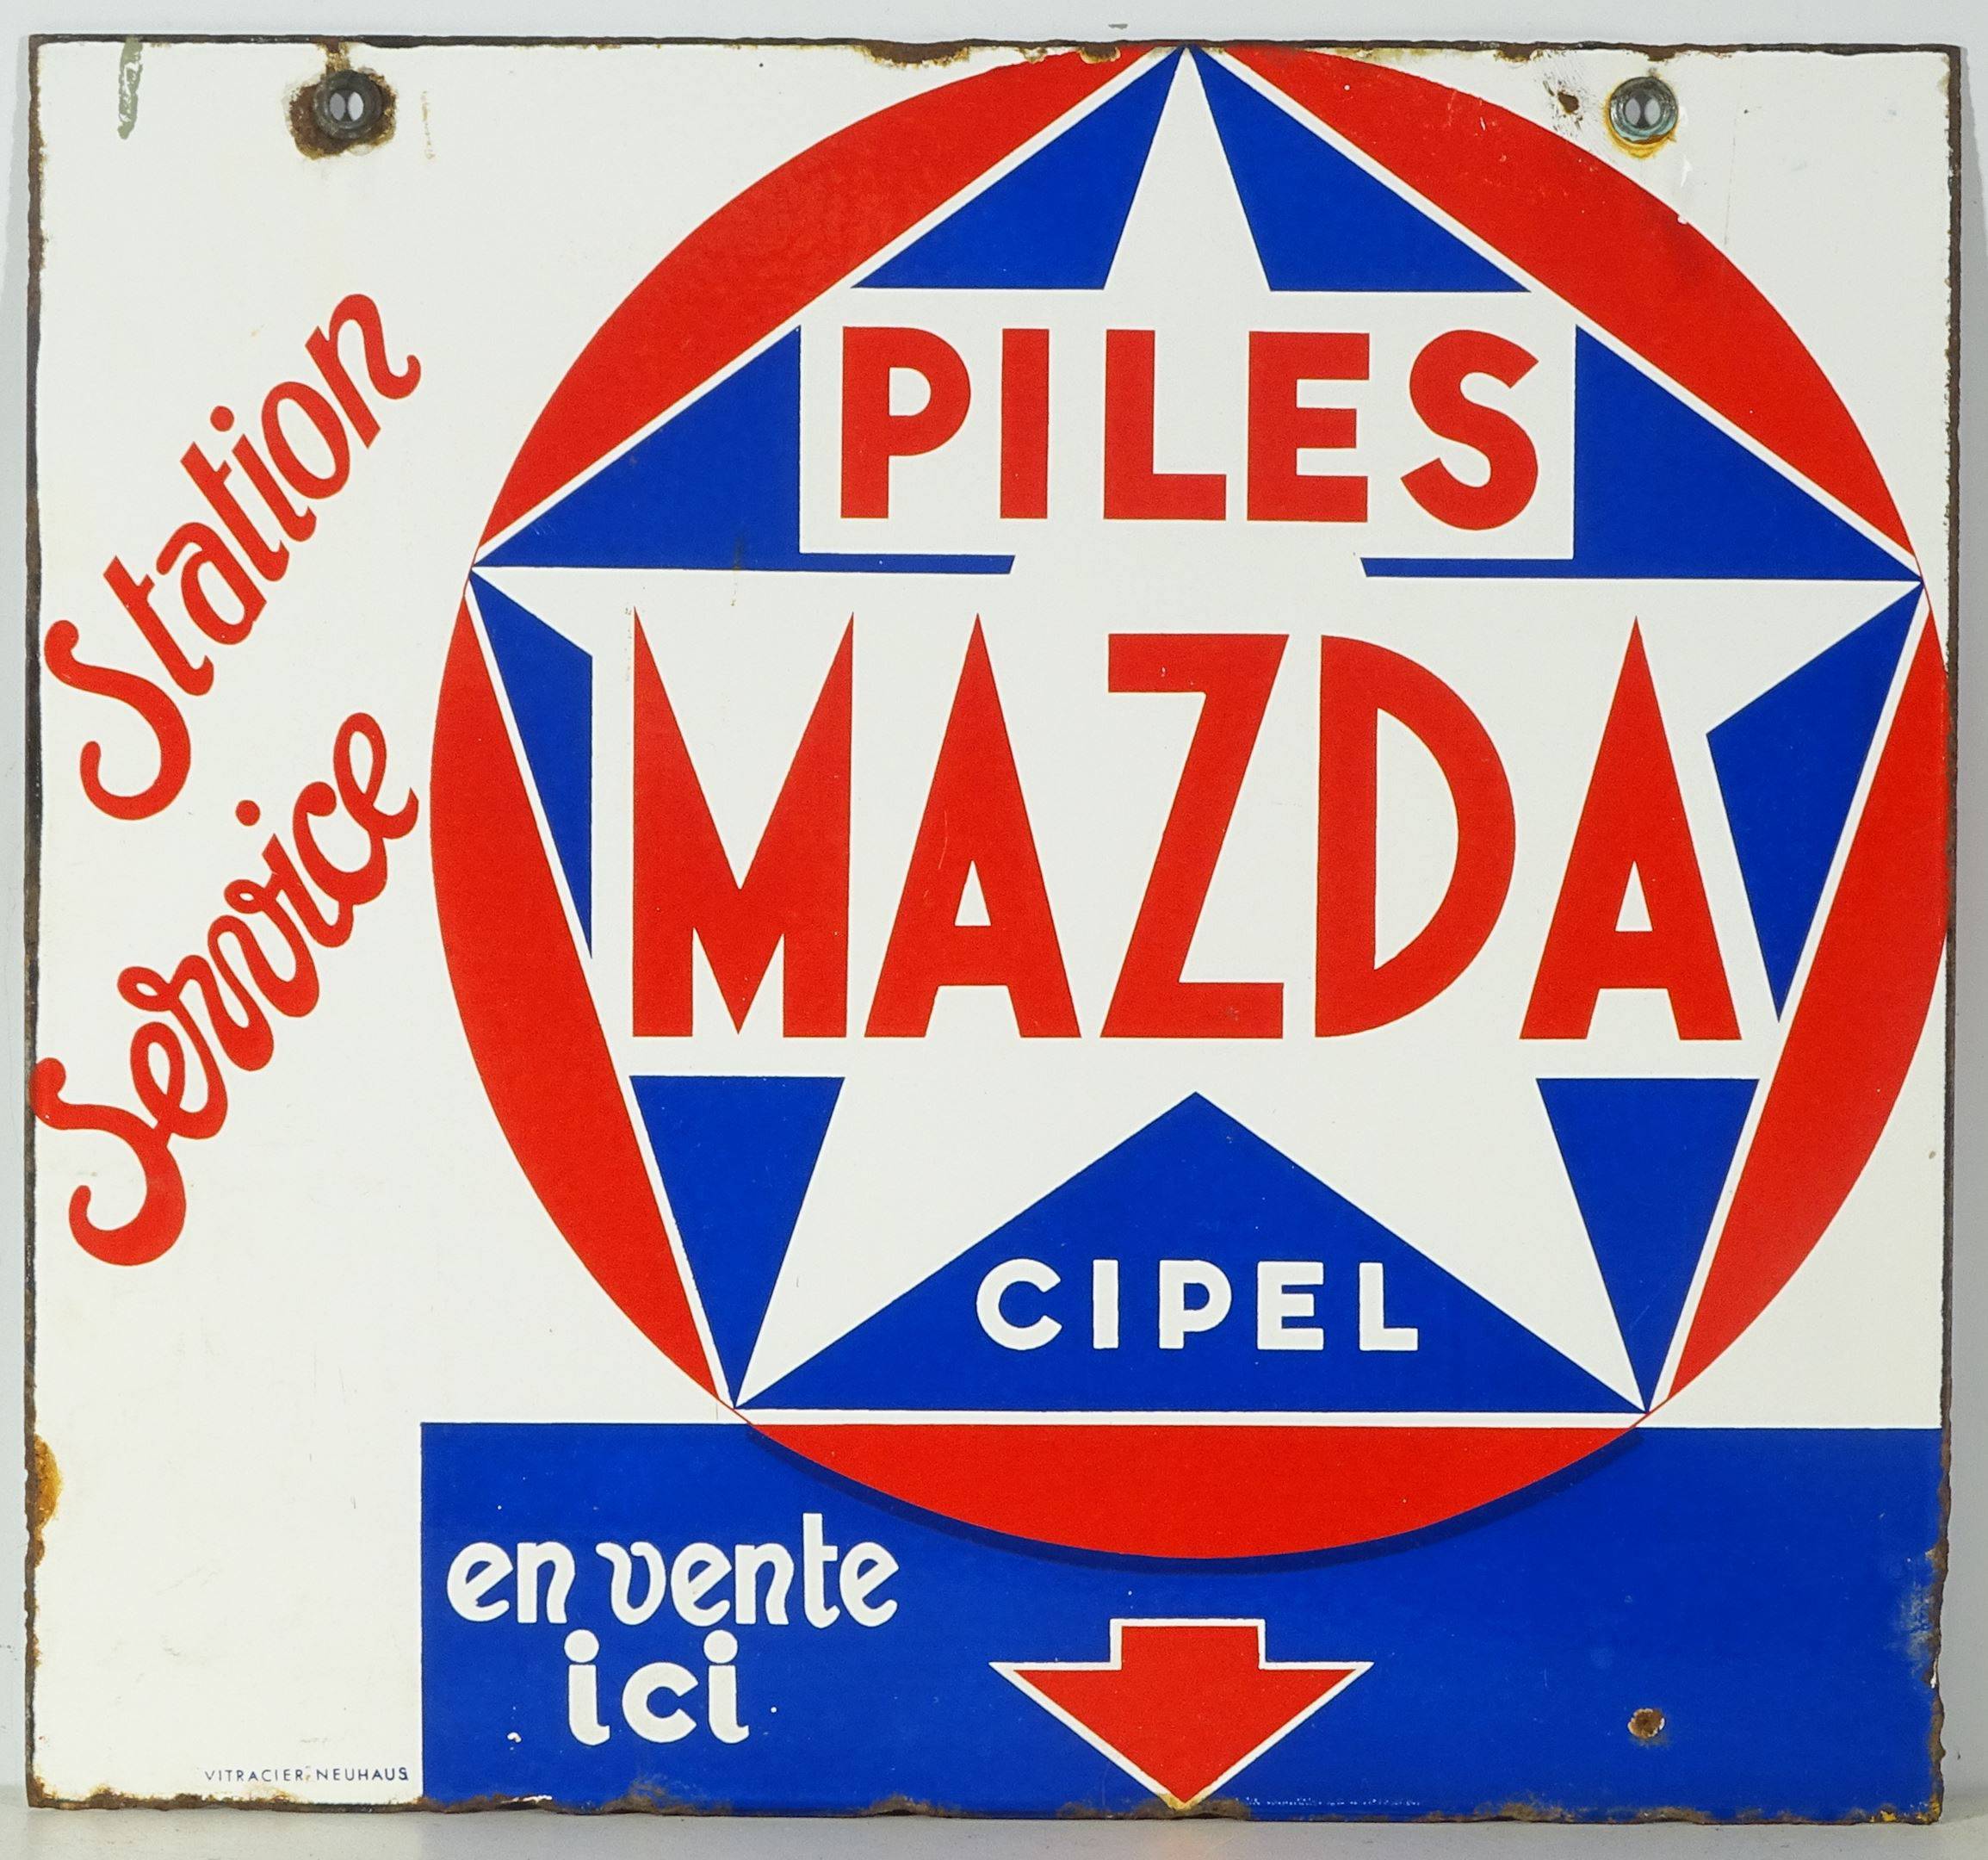 Station
Service
PILES
MAZDA
CIPEL
en vente
ici
VITRACIER-NEUHAUS